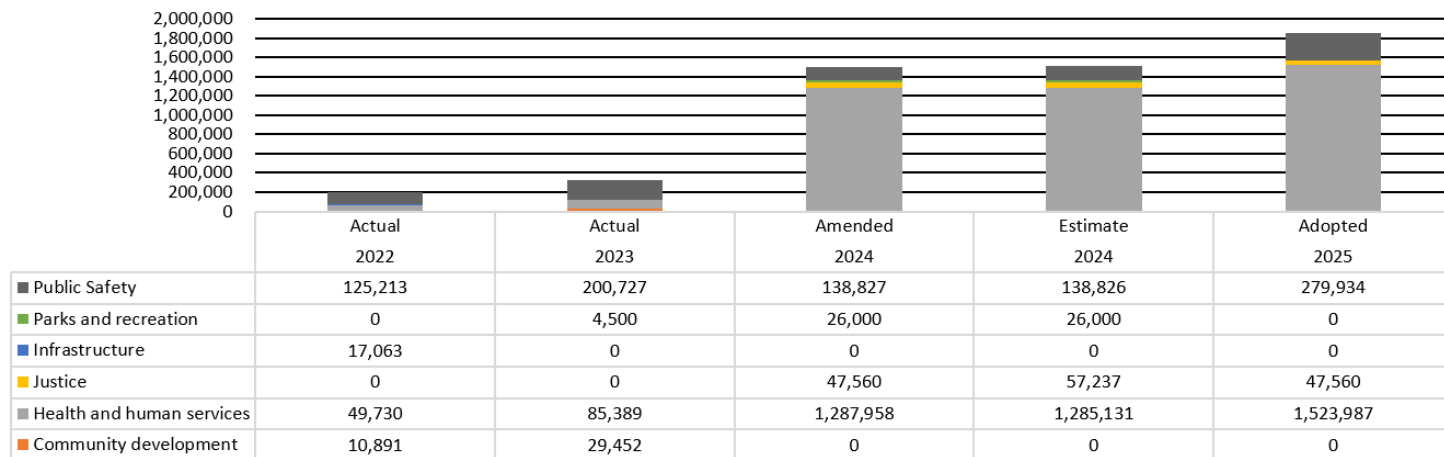 2,000,000
1,800,000
1,600,000
1,400,000
1,200,000
1,000,000
800,000
600,000
400,000
200,000
0
Actual Actual Amended Estimate Adopted
2022 2023 2024 2024 2025
Public Safety 125,213 200,727 138,827 138,826 279,934
Parks and recreation 0 4,500 26,000 26,000 0
Infrastructure 17,063 0 0 0 0
Justice 0 0 47,560 57,237 47,560
Health and human services 49,730 85,389 1,287,958 1,285,131 1,523,987
Community development 10,891 29,452 0 0 0